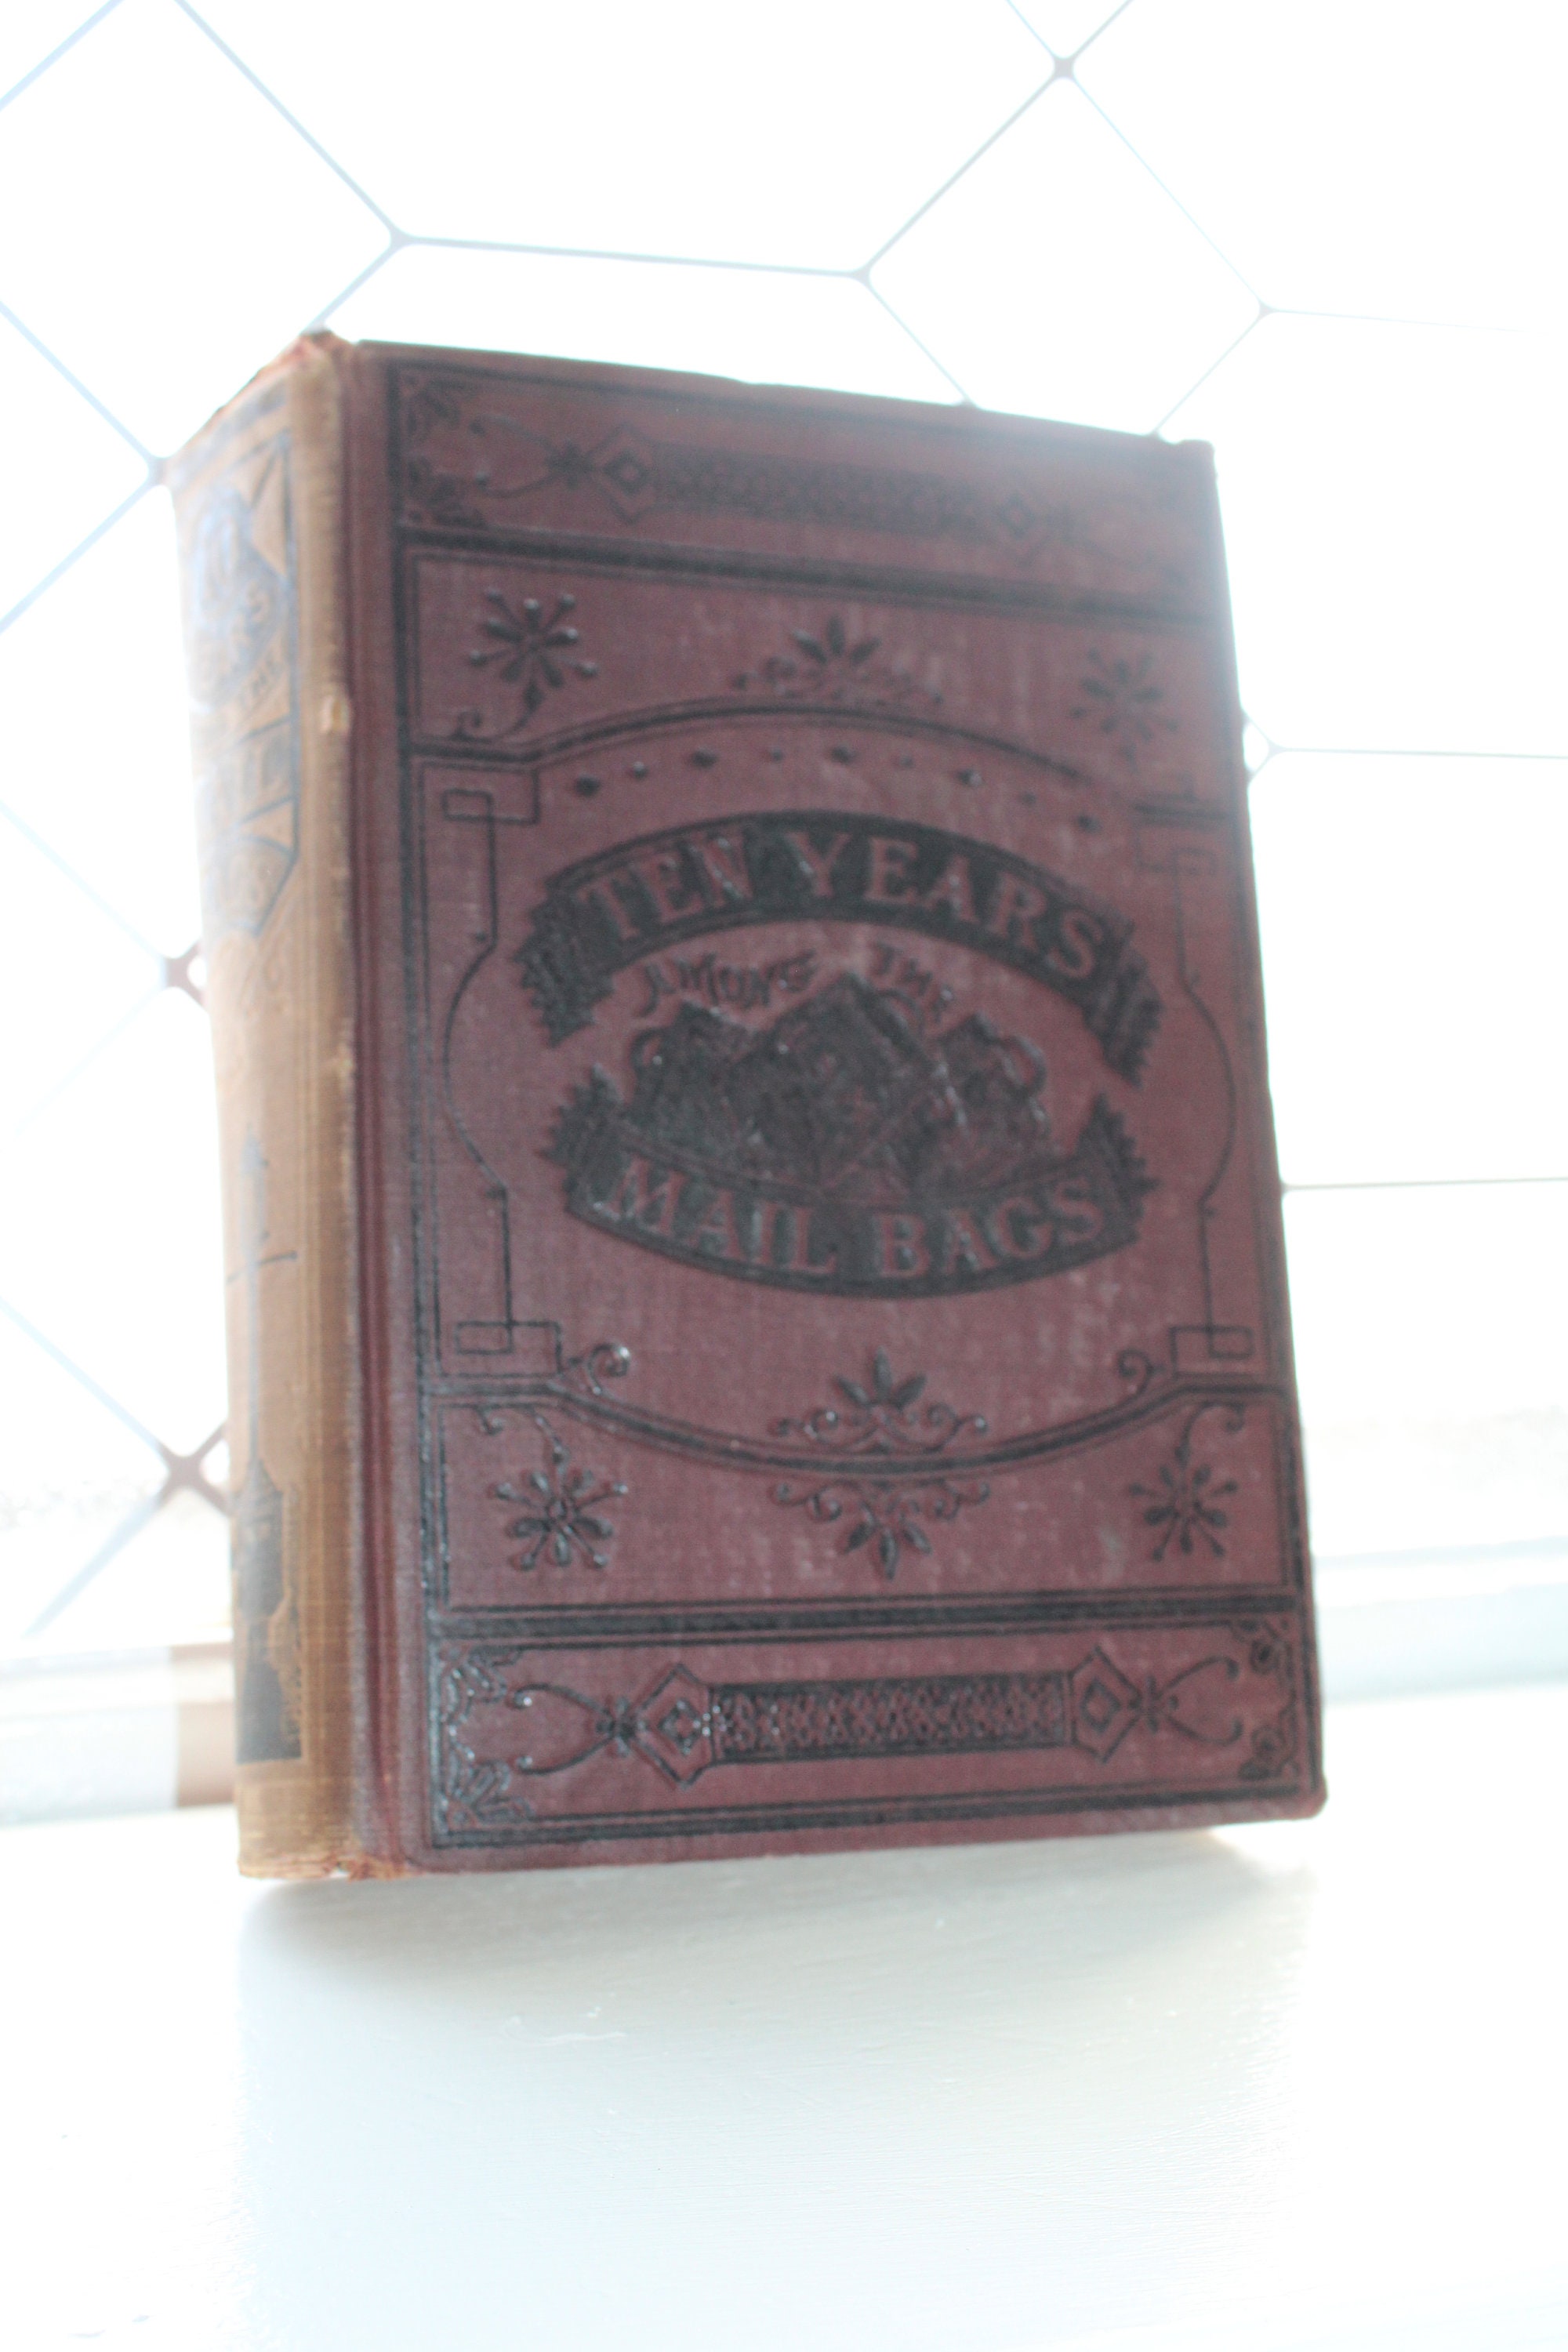 TEN YEARS
AMONG THE
MAIL BAGS